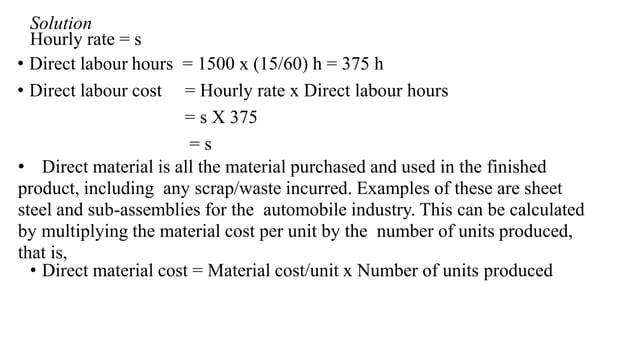 Solution
Hourly rate = s
• Direct labour hours = 1500 x (15/60) h = 375 h
• Direct labour cost = Hourly rate x Direct labour hours
= s X 375
= s
• Direct material is all the material purchased and used in the finished
product, including any scrap/waste incurred. Examples of these are sheet
steel and sub-assemblies for the automobile industry. This can be calculated
by multiplying the material cost per unit by the number of units produced,
that is,
• Direct material cost = Material cost/unit x Number of units produced